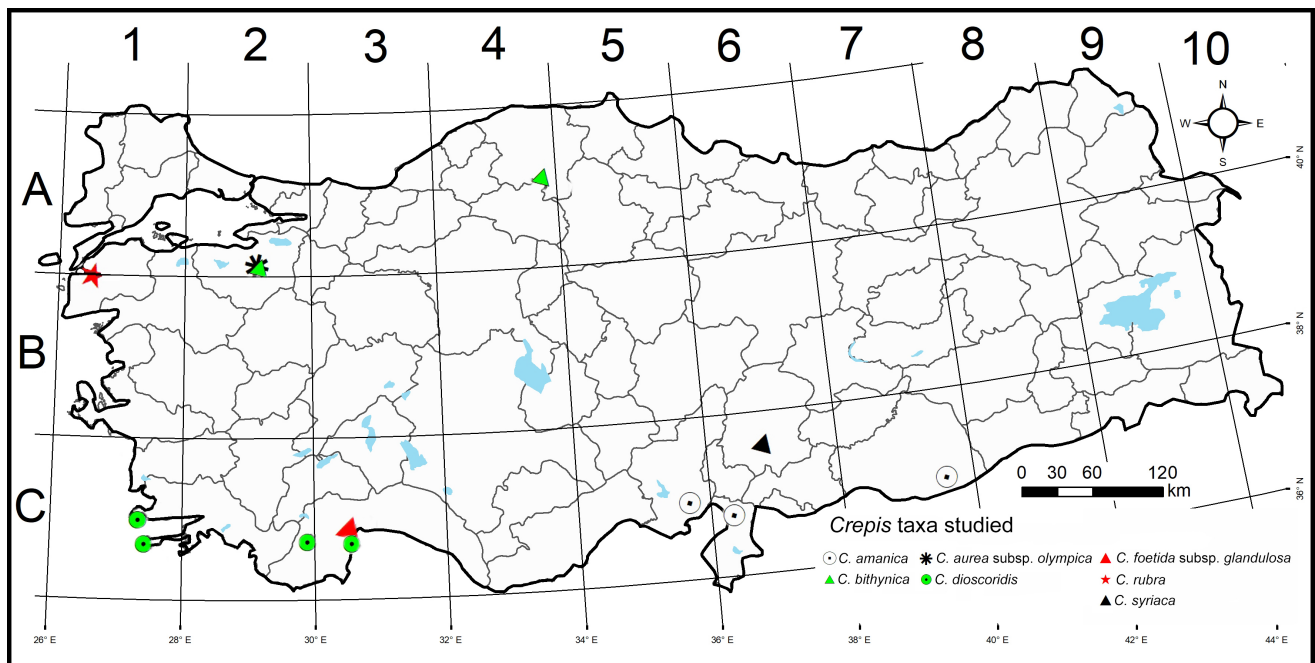 1 2 3 4 5 6 7 8 9 10
N
W E
S
40° N
A
38° N
B
36° N
C
0 30 60 120
km
Crepis taxa studied
C. amanica C. aurea subsp. olympica C. foetida subsp. glandulosa
C. bithynica C. dioscoridis C. rubra
C. syriaca
26° E 28° E 30° E 32° E 34° E 36° E 38° E 40° E 42° E 44° E